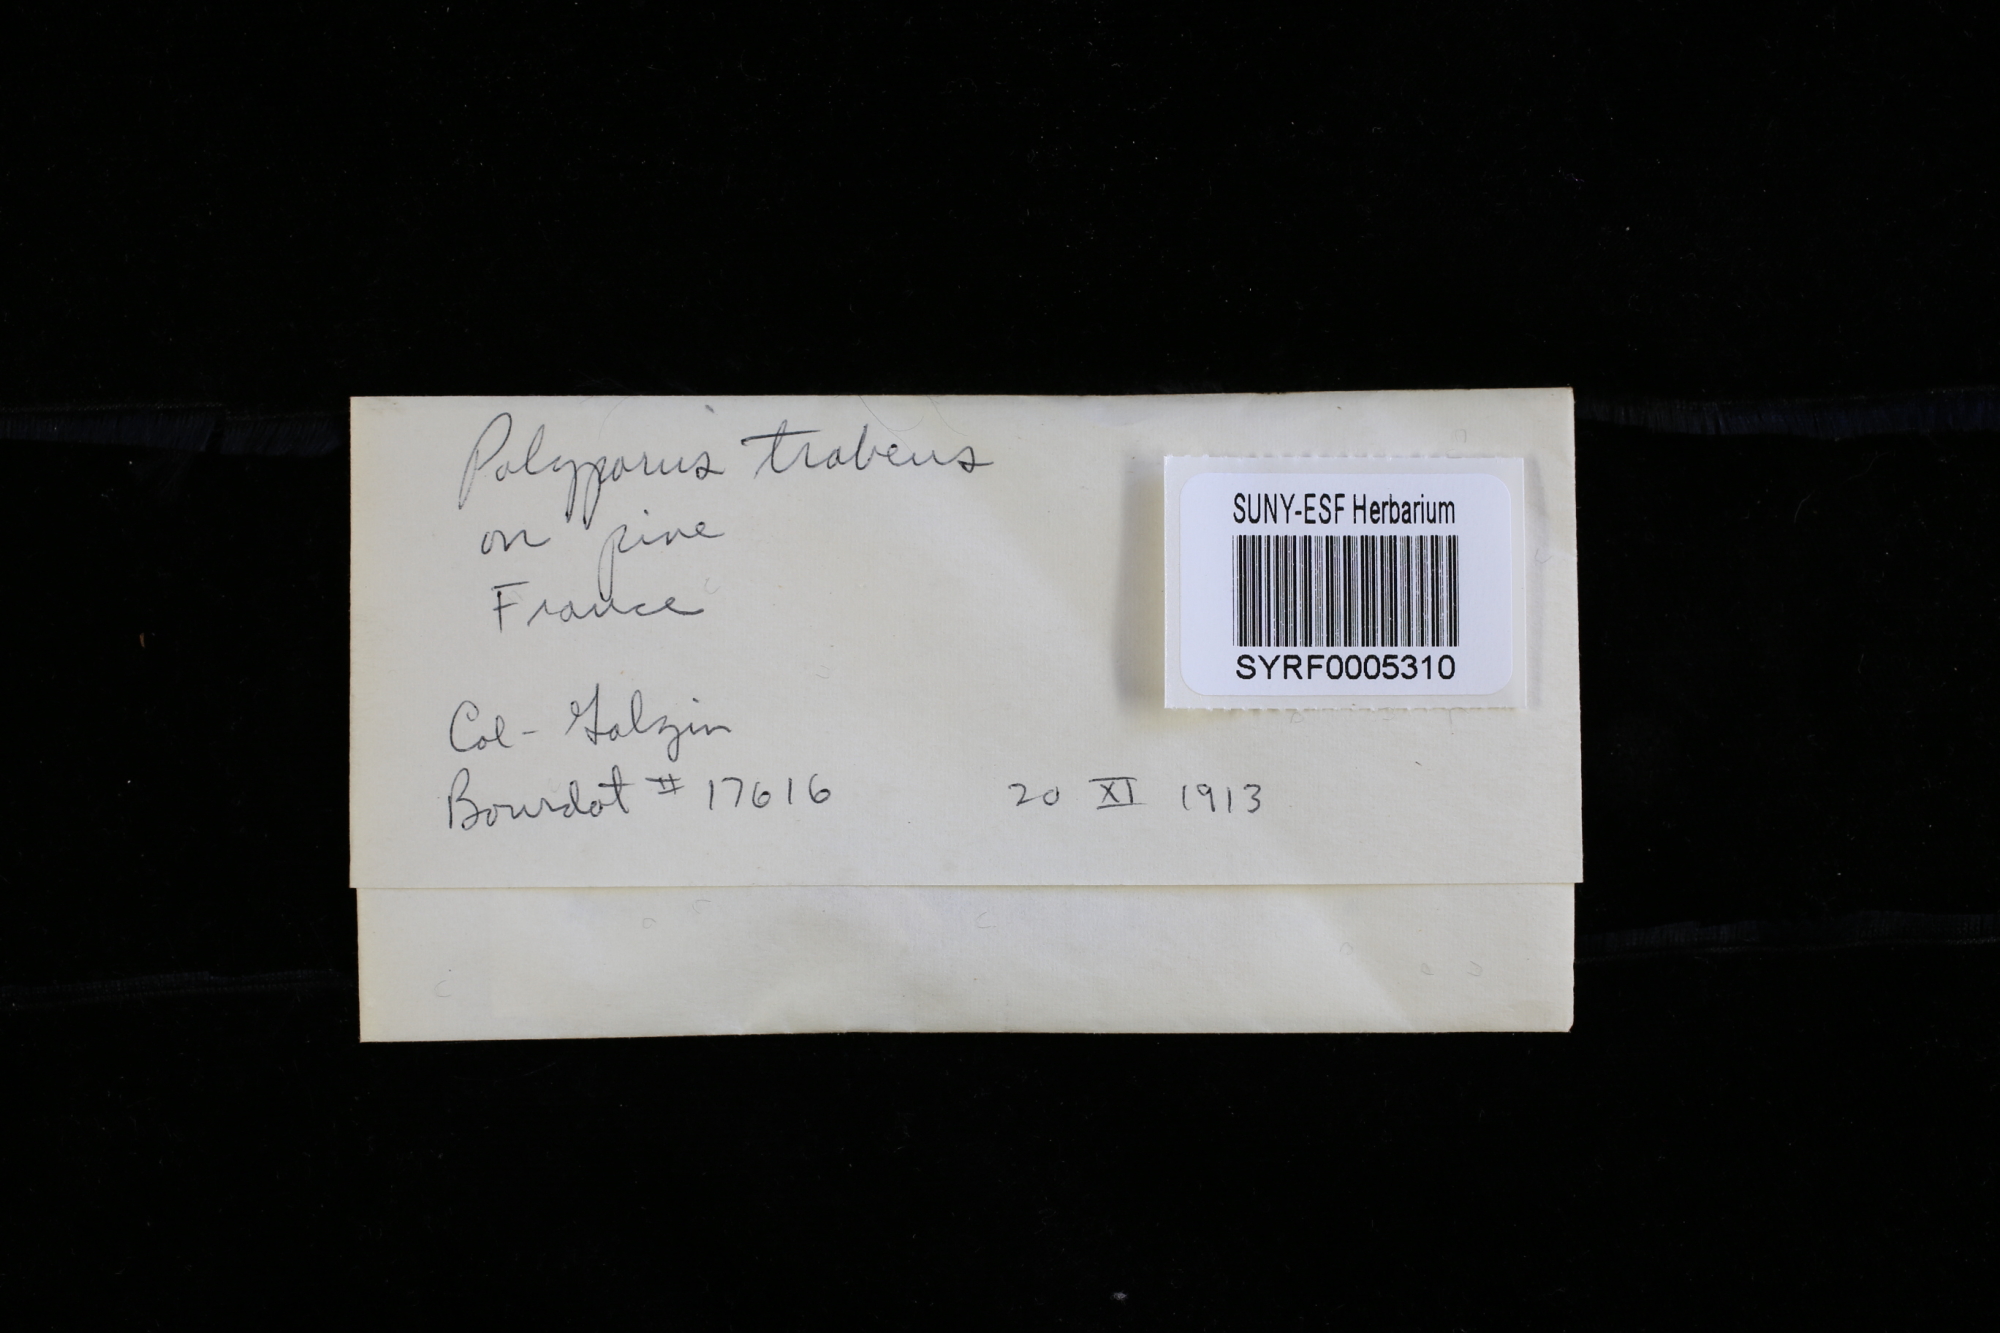 Polyporus trabeus
on pine
France
SUNY-ESF Herbarium
SYRF0005310
Col - Galzin
Bourdot # 17616 20 XI 1913